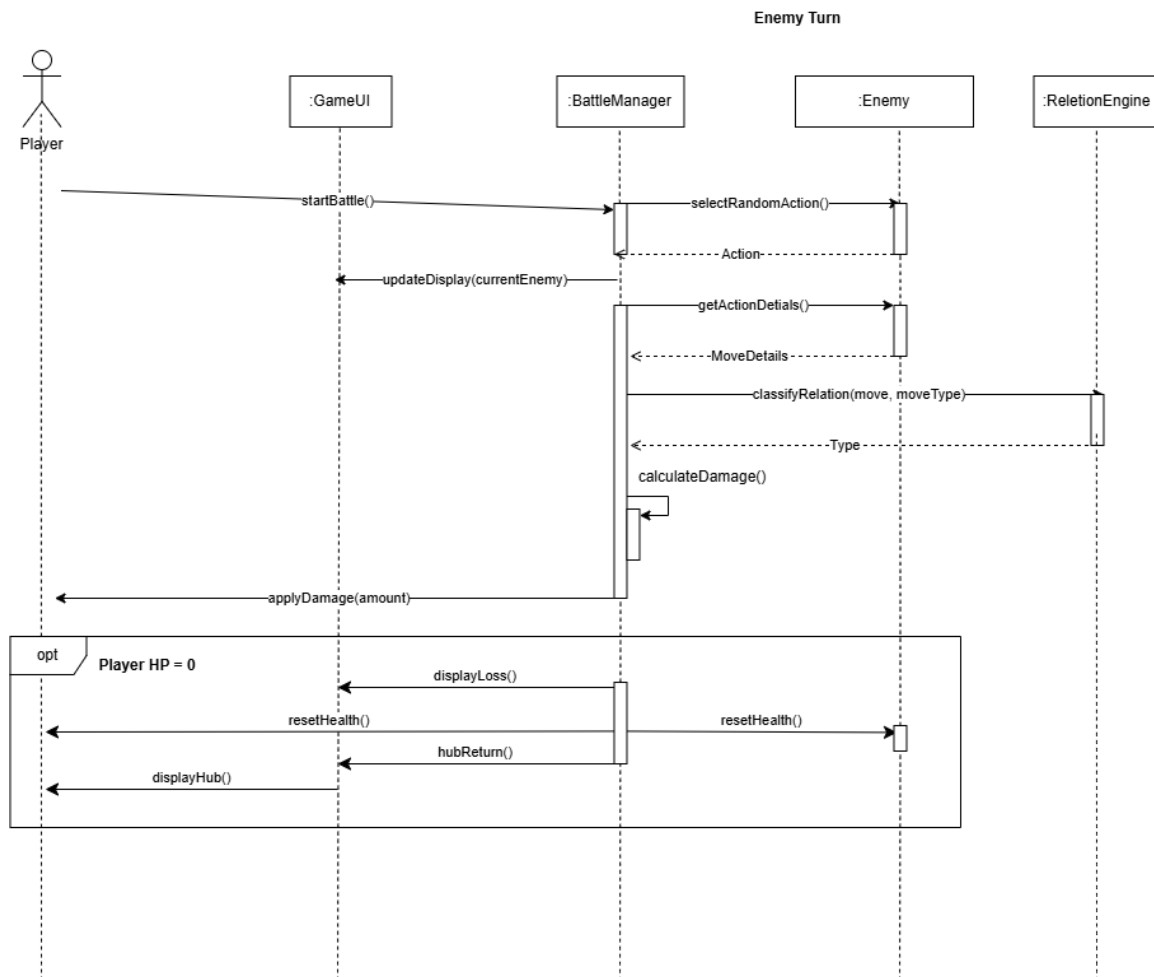 Enemy Turn
Player
:GameUI
:BattleManager
:Enemy
:ReletionEngine
startBattle()
selectRandomAction()
Action
updateDisplay(currentEnemy)
getActionDetials()
MoveDetails
classifyRelation(move, moveType)
Type
calculateDamage()
applyDamage(amount)
opt
Player HP = 0
displayLoss()
resetHealth()
resetHealth()
hubReturn()
displayHub()